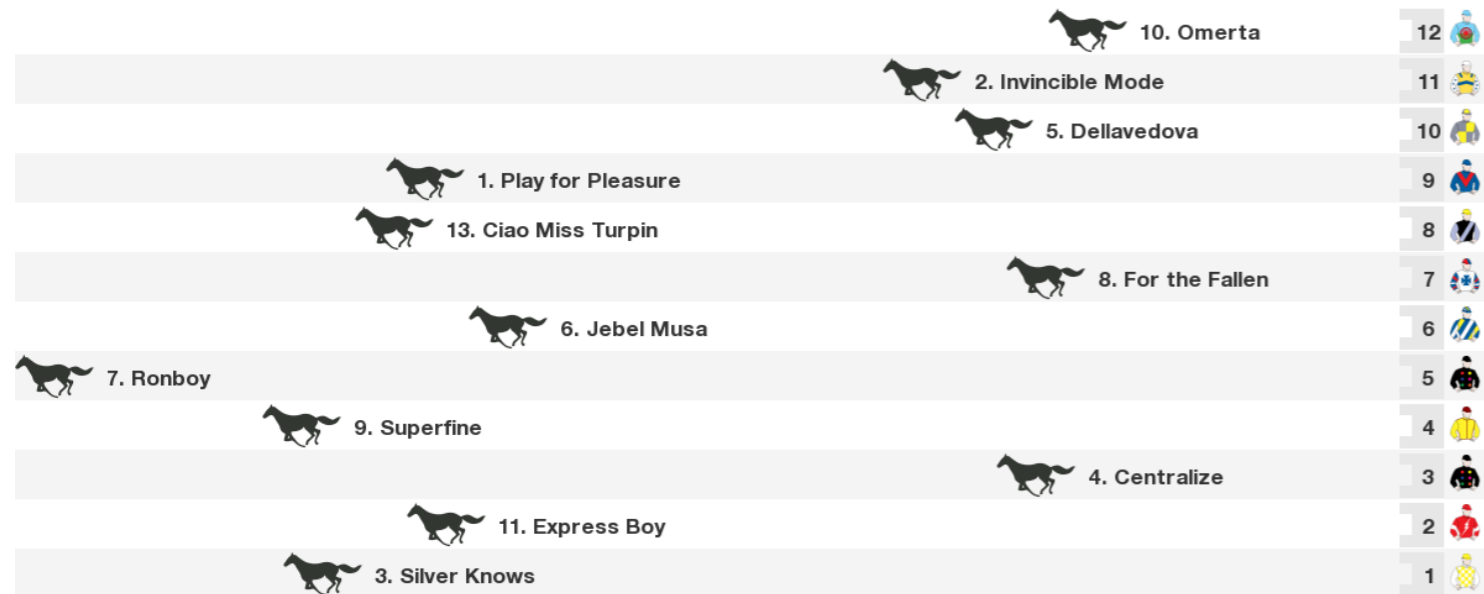 10. Omerta 12
2. Invincible Mode 11
5. Dellavedova 10
1. Play for Pleasure 9
13. Ciao Miss Turpin 8
8. For the Fallen 7
6. Jebel Musa 6
7. Ronboy 5
9. Superfine 4
4. Centralize 3
11. Express Boy 2
3. Silver Knows 1